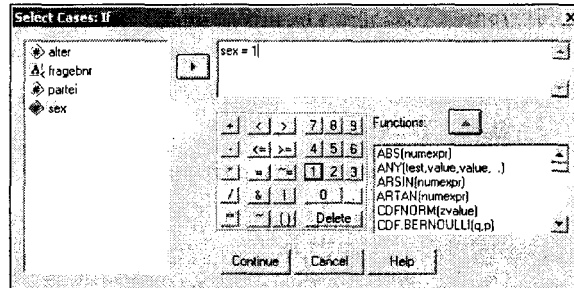 Select Cases: If
X
alter
fragebnr
partei
sex
sex = 1
+ < > 7 8 9
- <= >= 4 5 6
* = ~= 1 2 3
/ & | 0 .
** ~ () Delete
Functions:
ABS(numexpr)
ANY(test,value,value,...)
ARSIN(numexpr)
ARTAN(numexpr)
CDFNORM(zvalue)
CDF.BERNOULLI(q,p)
Continue Cancel Help